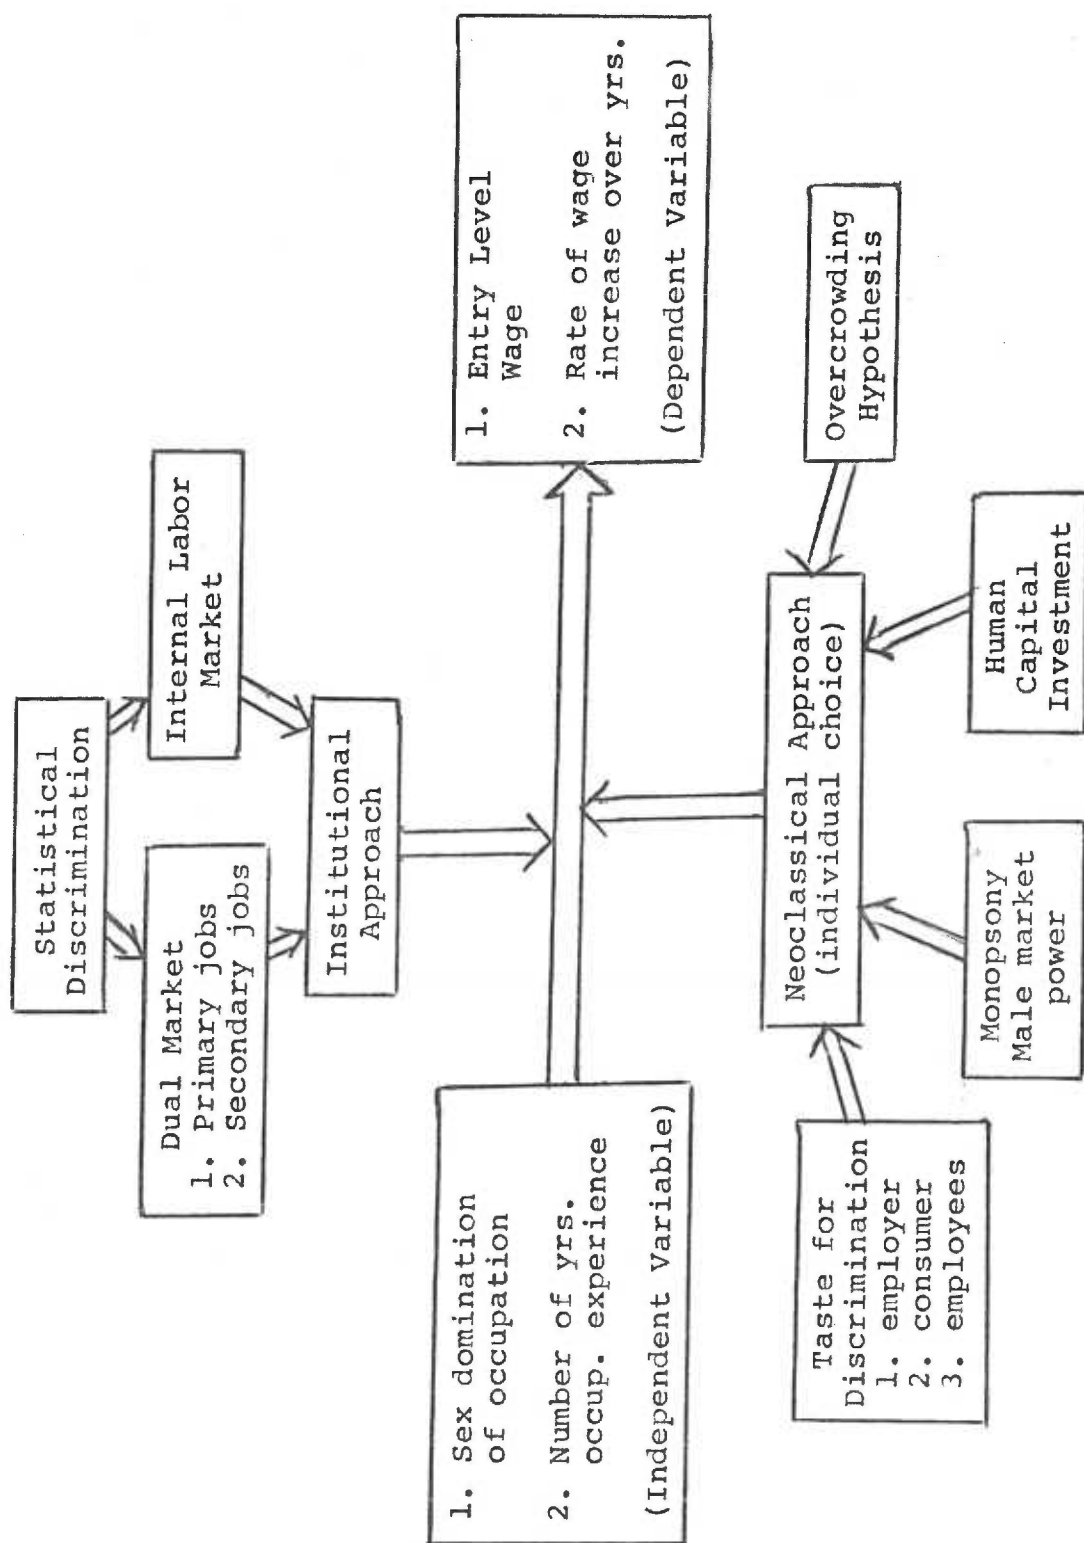 Statistical
Discrimination
Dual Market
1. Primary jobs
2. Secondary jobs
Internal Labor
Market
Institutional
Approach
1. Sex domination
of occupation
2. Number of yrs.
occup. experience
(Independent Variable)
1. Entry Level
Wage
2. Rate of wage
increase over yrs.
(Dependent Variable)
Neoclassical Approach
(individual choice)
Taste for
Discrimination
1. employer
2. consumer
3. employees
Monopsony
Male market
power
Human
Capital
Investment
Overcrowding
Hypothesis